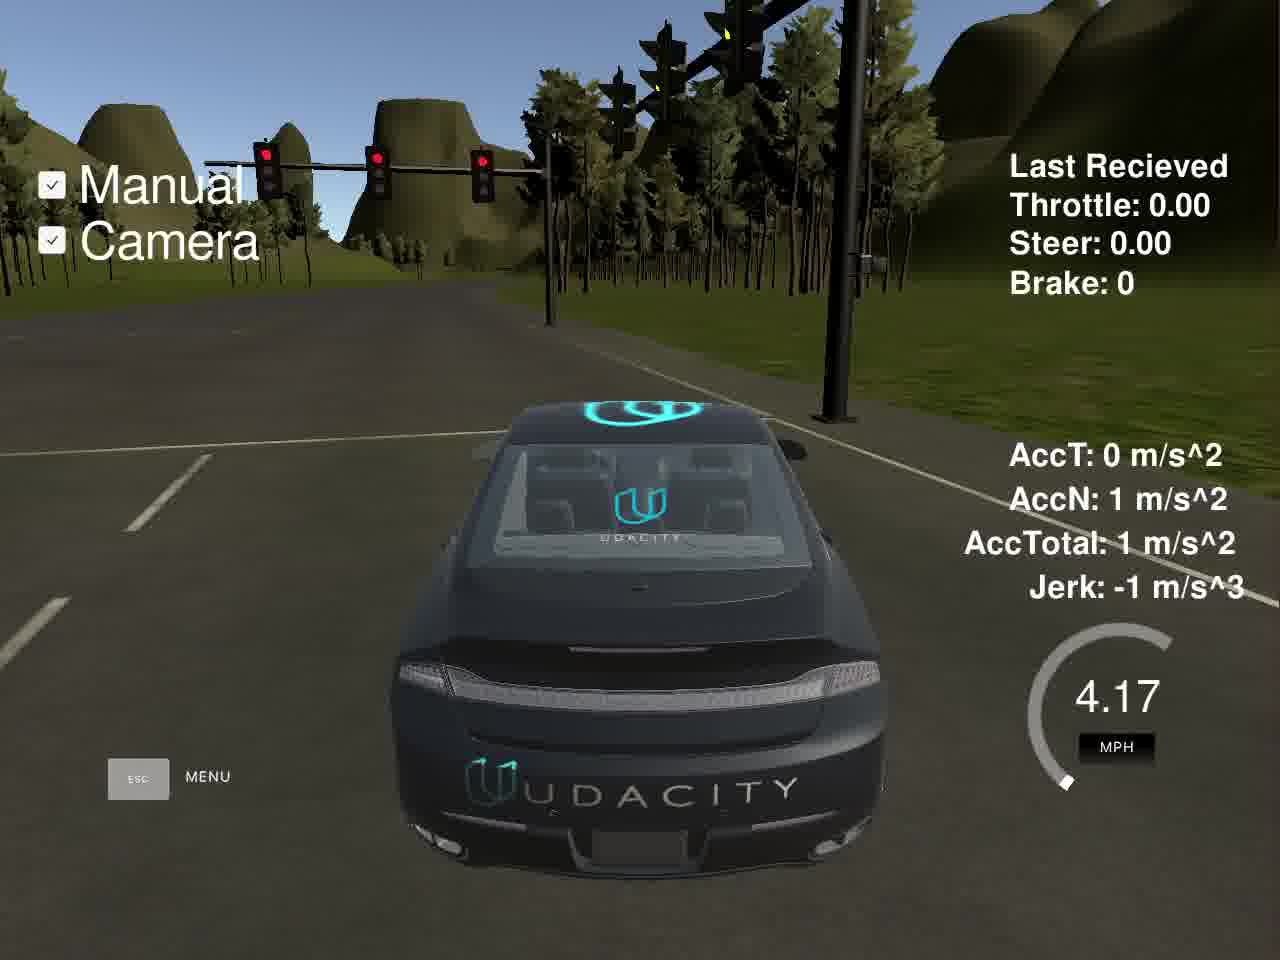 Manual
Camera
Last Recieved
Throttle: 0.00
Steer: 0.00
Brake: 0
AccT: 0 m/s^2
AccN: 1 m/s^2
AccTotal: 1 m/s^2
Jerk: -1 m/s^3
4.17
MPH
UDACITY
ESC
MENU
UDACITY